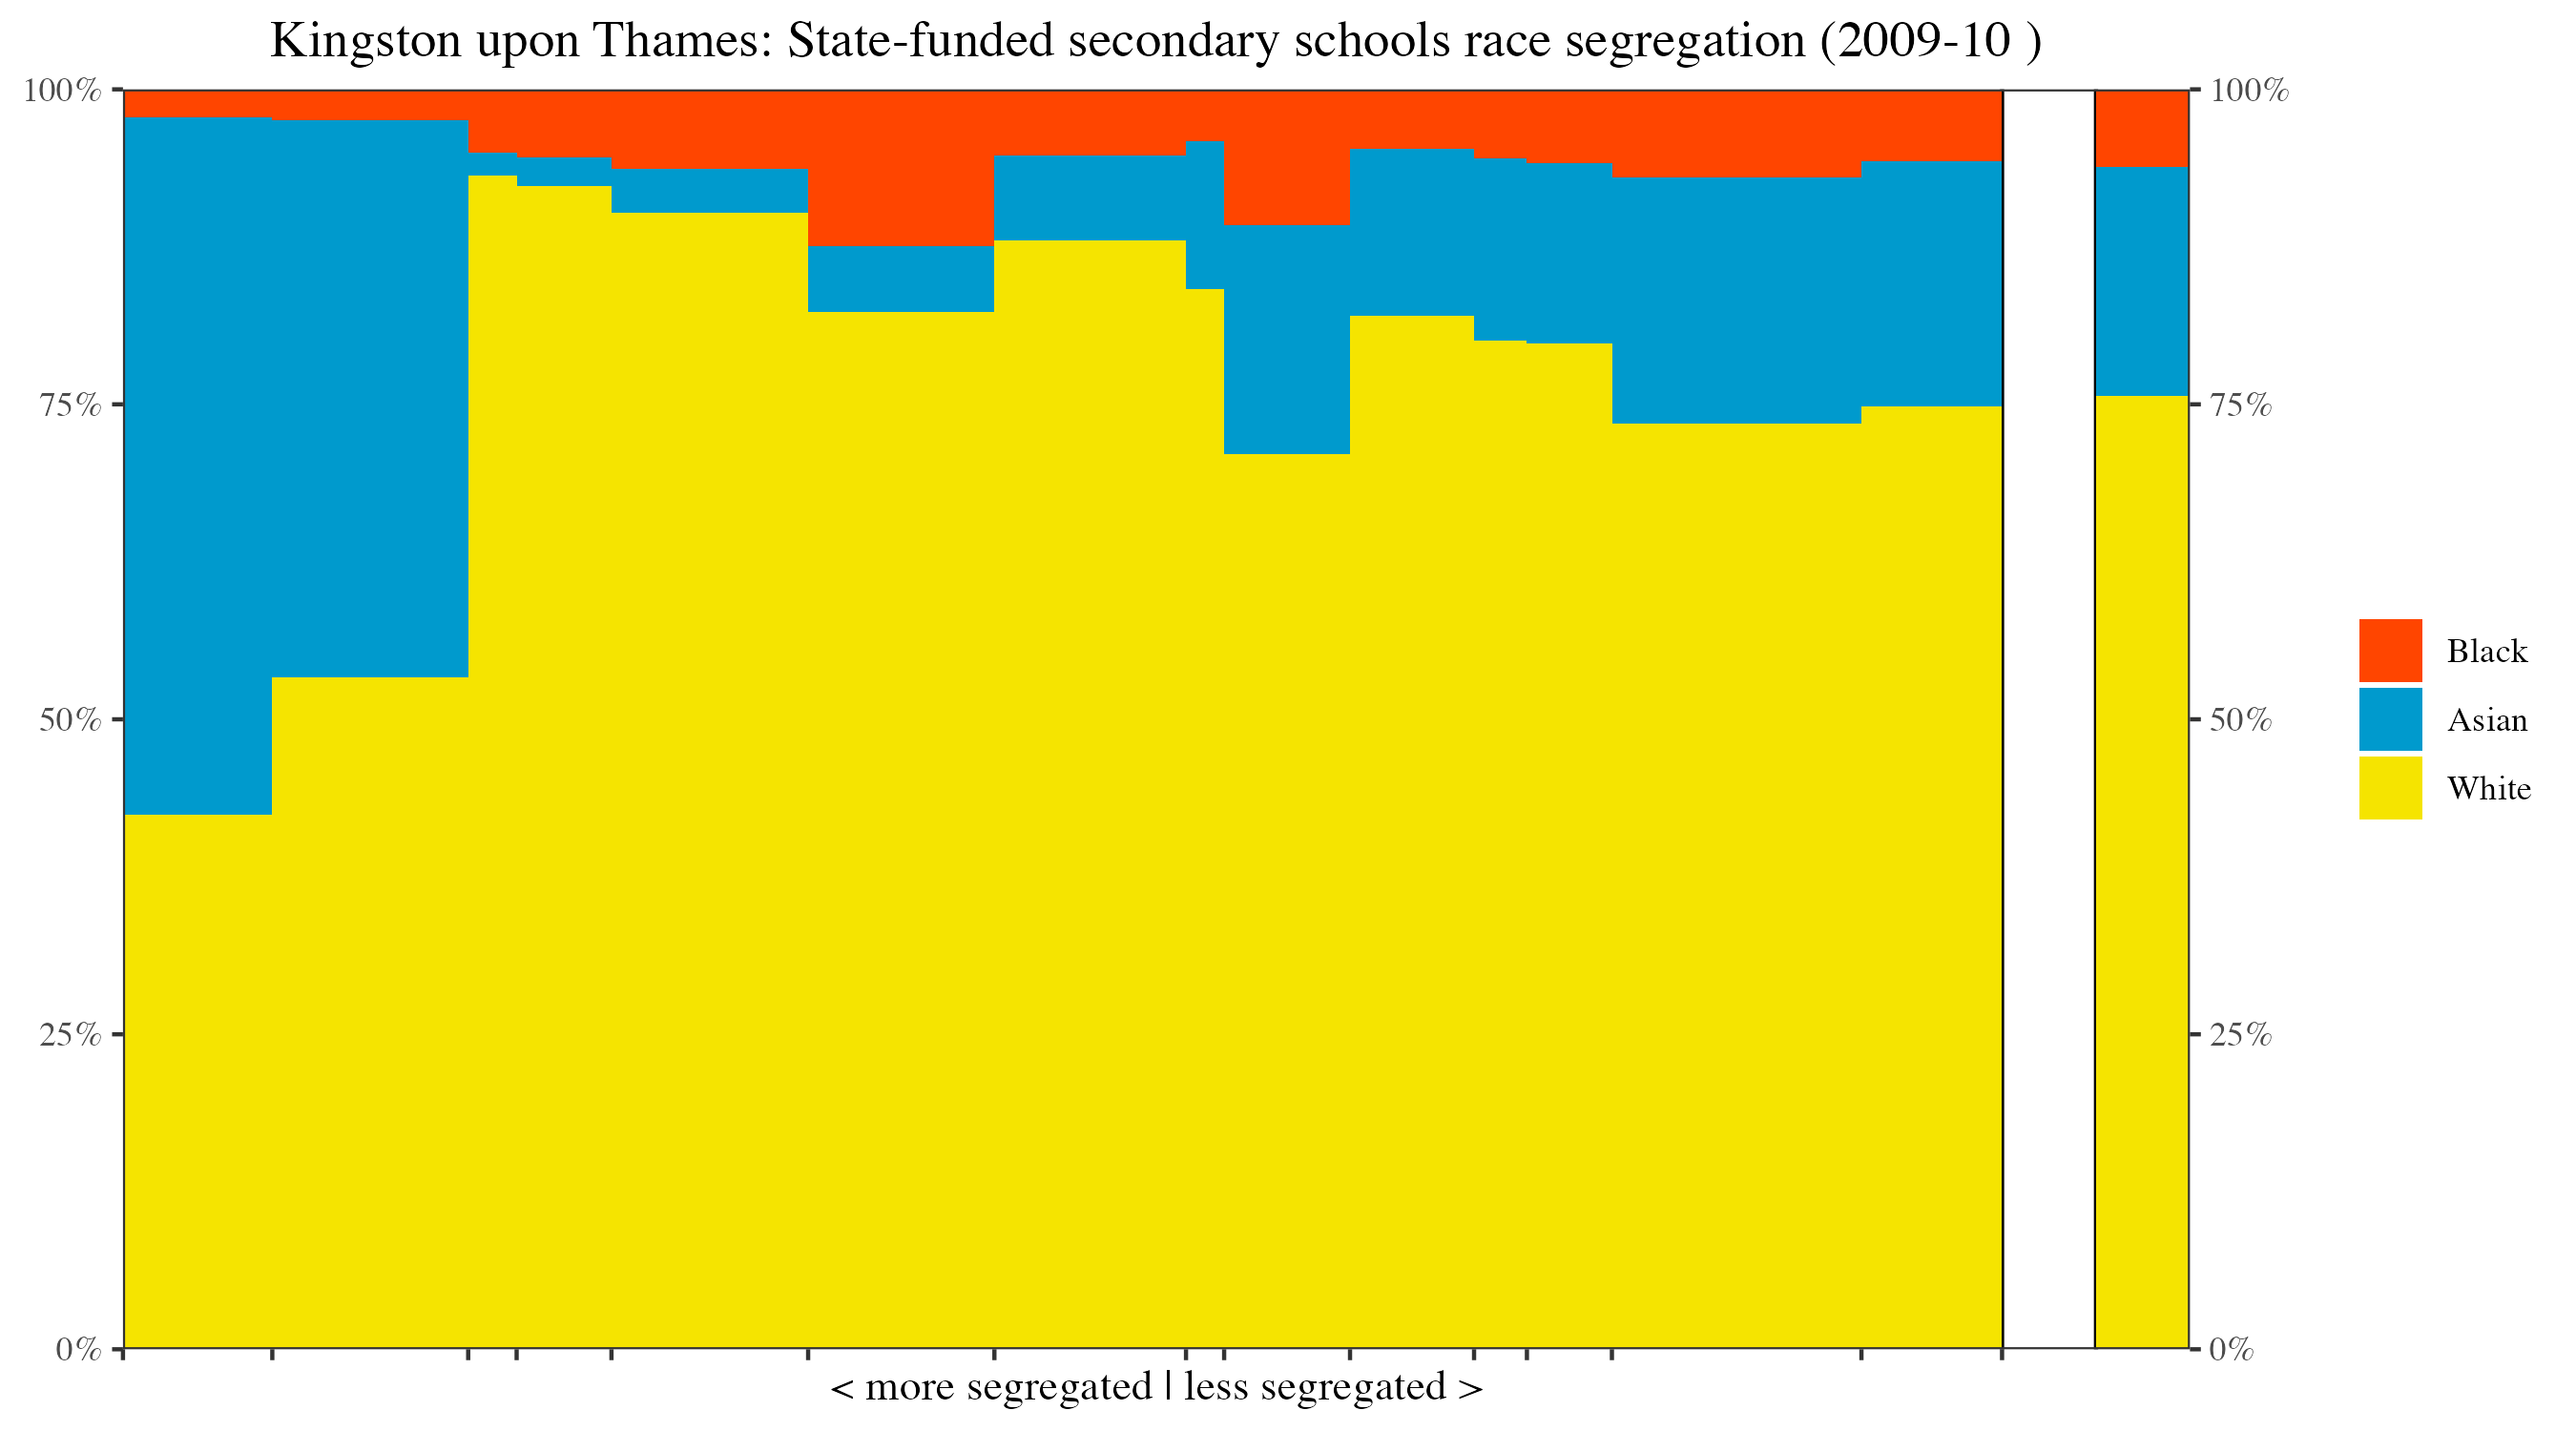 Kingston upon Thames: State-funded secondary schools race segregation (2009-10 )
100%
100%
75%
75%
50%
50%
25%
25%
0%
0%
Black
Asian
White
< more segregated | less segregated >